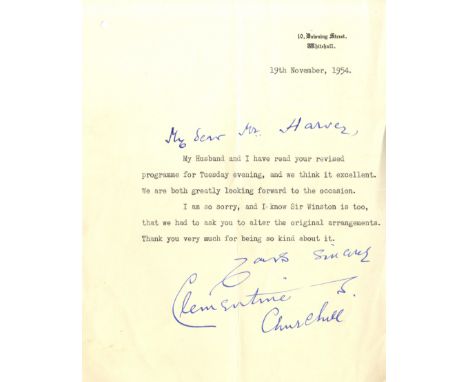 10, Downing Street,
Whitehall.
19th November, 1954.
My dear Mr. Harvey,
My Husband and I have read your revised
programme for Tuesday evening, and we think it excellent.
We are both greatly looking forward to the occasion.
I am so sorry, and I know Sir Winston is too,
that we had to ask you to alter the original arrangements.
Thank you very much for being so kind about it.
Yours sincerely
Clementine S.
Churchill